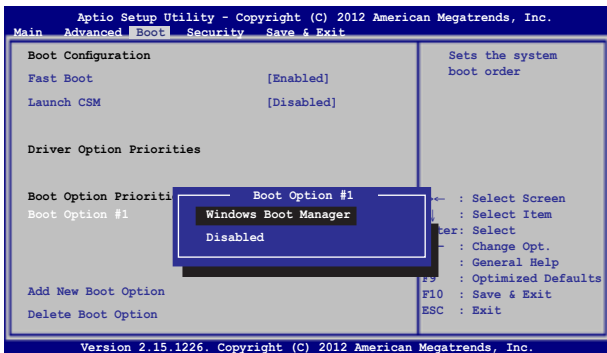 Aptio Setup Utility - Copyright (C) 2012 American Megatrends, Inc.
Main Advanced Boot Security Save & Exit
Boot Configuration
Fast Boot [Enabled]
Launch CSM [Disabled]
Driver Option Priorities
Boot Option Prioriti
Boot Option #1
Boot Option #1
Windows Boot Manager
Disabled
Add New Boot Option
Delete Boot Option
Sets the system
boot order
→← : Select Screen
: Select Item
ter: Select
— : Change Opt.
: General Help
F9 : Optimized Defaults
F10 : Save & Exit
ESC : Exit
Version 2.15.1226. Copyright (C) 2012 American Megatrends, Inc.